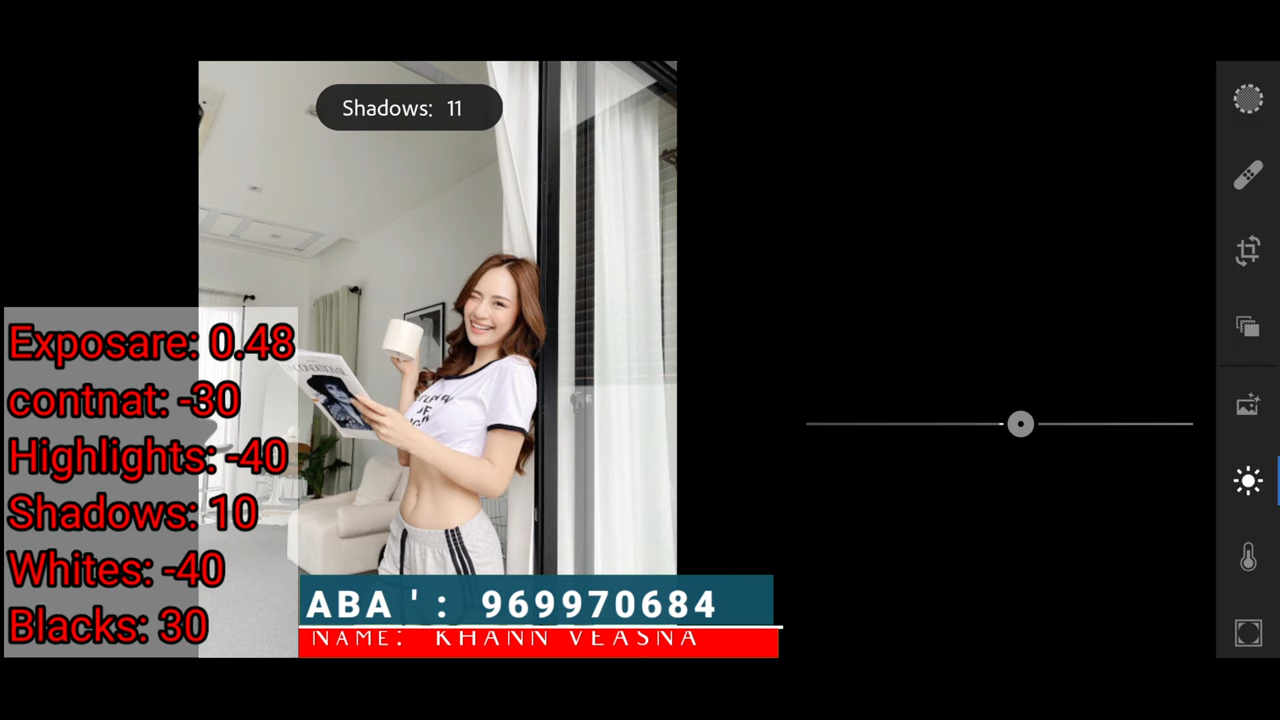 Shadows: 11
Exposare: 0.48
contnat: -30
Highlights: -40
Shadows: 10
Whites: -40
Blacks: 30
ABA ' : 969970684
NAME: KHANN VEASNA